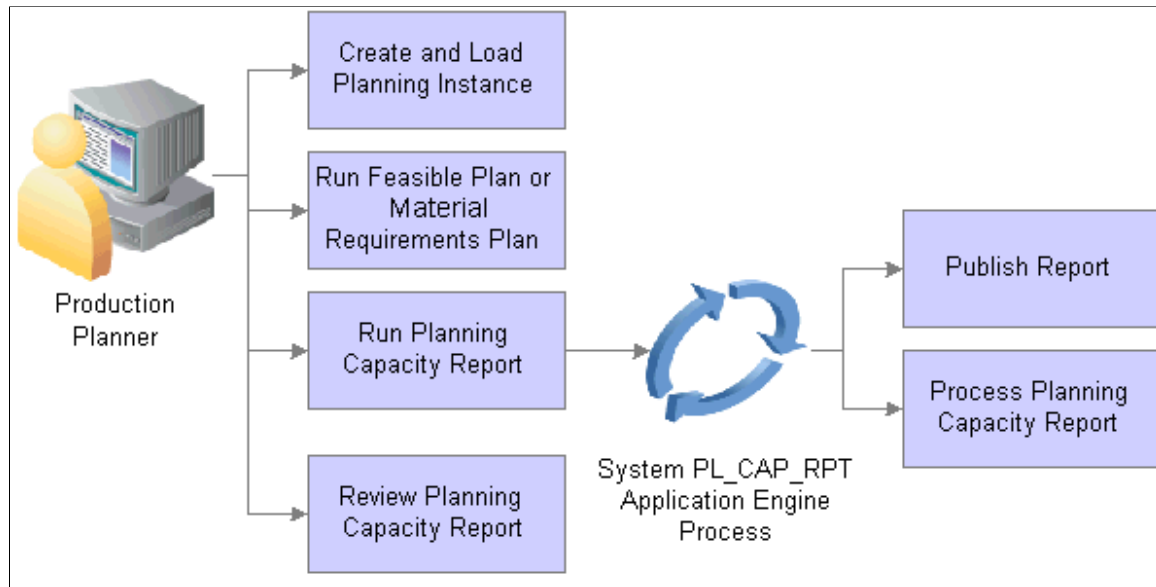 Create and Load
Planning Instance
Run Feasible Plan or
Material
Requirements Plan
Production
Planner
Run Planning
Capacity Report
Review Planning
Capacity Report
System PL_CAP_RPT
Application Engine
Process
Publish Report
Process Planning
Capacity Report